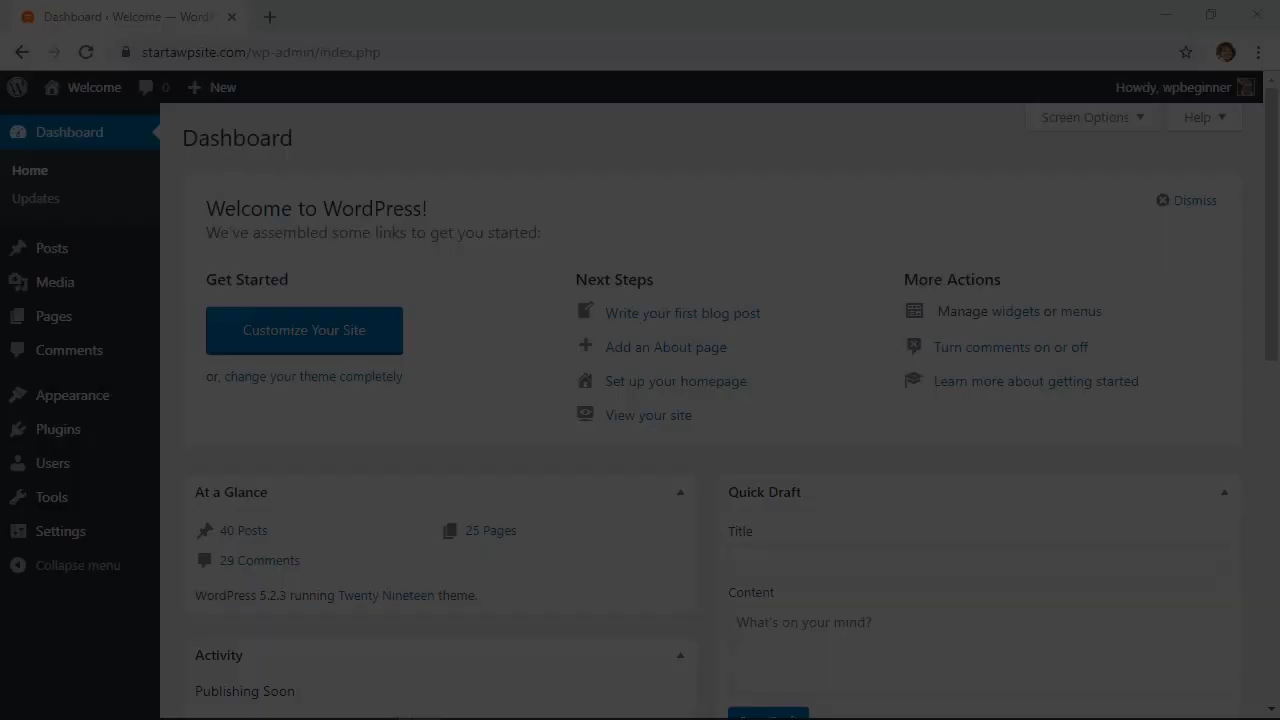 Dashboard ‹ Welcome — Word
startawpsite.com/wp-admin/index.php
Welcome 0 New Howdy, wpbeginner
Dashboard
Home
Updates
Posts
Media
Pages
Comments
Appearance
Plugins
Users
Tools
Settings
Collapse menu
Screen Options Help
Dashboard
Welcome to WordPress!
Dismiss
We've assembled some links to get you started:
Get Started
Customize Your Site
or, change your theme completely
Next Steps
Write your first blog post
Add an About page
Set up your homepage
View your site
More Actions
Manage widgets or menus
Turn comments on or off
Learn more about getting started
At a Glance
40 Posts 25 Pages
29 Comments
WordPress 5.2.3 running Twenty Nineteen theme.
Activity
Publishing Soon
Quick Draft
Title
Content
What's on your mind?